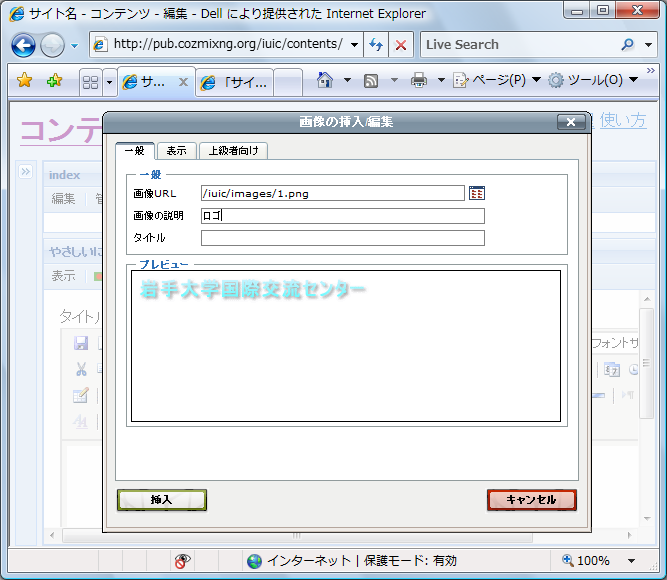 サイト名 - コンテンツ - 編集 - Dell により提供された Internet Explorer
http://pub.cozmixng.org/iuic/contents/
Live Search
サ...
「サイ...
ページ(P)
ツール(O)
コンテ
使い方
画像の挿入/編集
index
編集
一般
表示
上級者向け
一般
画像URL
/iuic/images/1.png
画像の説明
ロゴ
タイトル
やさしいに
表示
プレビュー
岩手大学国際交流センター
タイトル
フォントサ
挿入
キャンセル
インターネット | 保護モード: 有効
100%